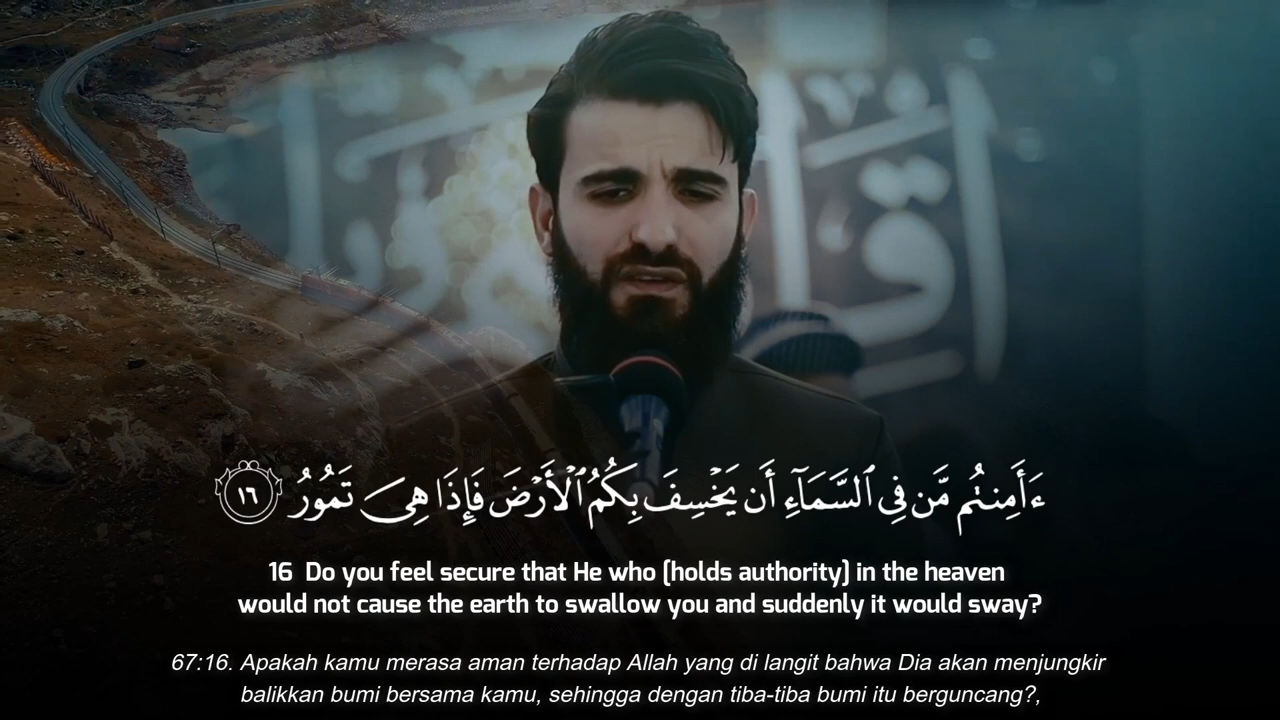 ءَأَمِنتُم مَّن فِى ٱلسَّمَآءِ أَن يَخْسِفَ بِكُمُ ٱلْأَرْضَ فَإِذَا هِىَ تَمُورُ ١٦
16 Do you feel secure that He who [holds authority] in the heaven
would not cause the earth to swallow you and suddenly it would sway?
67:16. Apakah kamu merasa aman terhadap Allah yang di langit bahwa Dia akan menjungkir
balikkan bumi bersama kamu, sehingga dengan tiba-tiba bumi itu berguncang?,